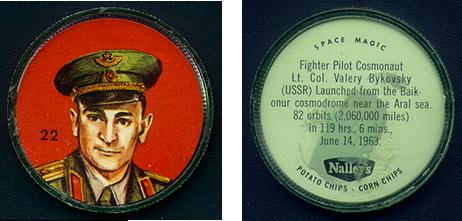 22
SPACE MAGIC
Fighter Pilot Cosmonaut
Lt. Col. Valery Bykovsky
(USSR) Launched from the Baik-
onur cosmodrome near the Aral sea.
82 orbits (2,060,000 miles)
in 119 hrs., 6 mins.,
June 14, 1963.
Nalley's
POTATO CHIPS - CORN CHIPS